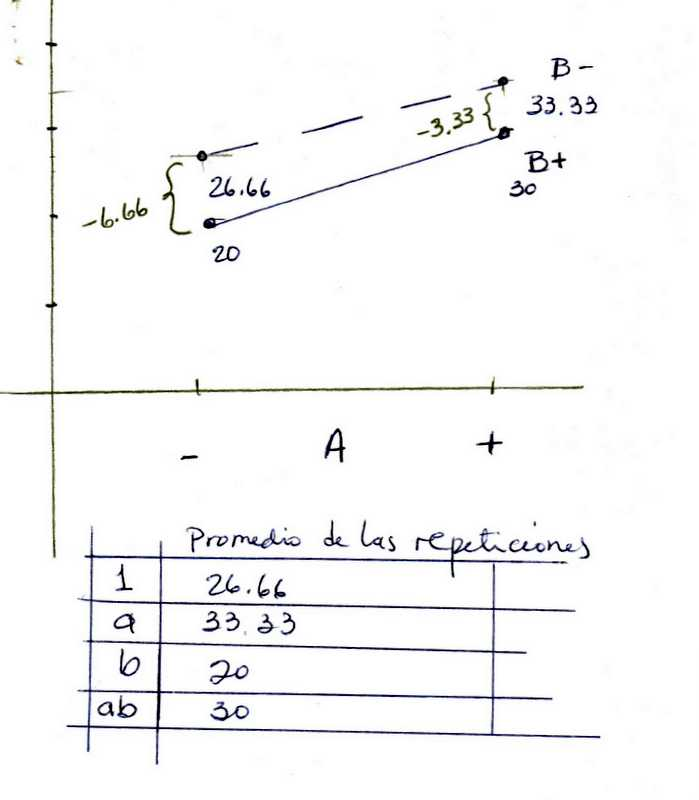 B-
33.33
-3.33 {
B+
30
26.66
-6.66 {
20
- A +
Promedio de las repeticiones
1 26.66
a 33.33
b 20
ab 30